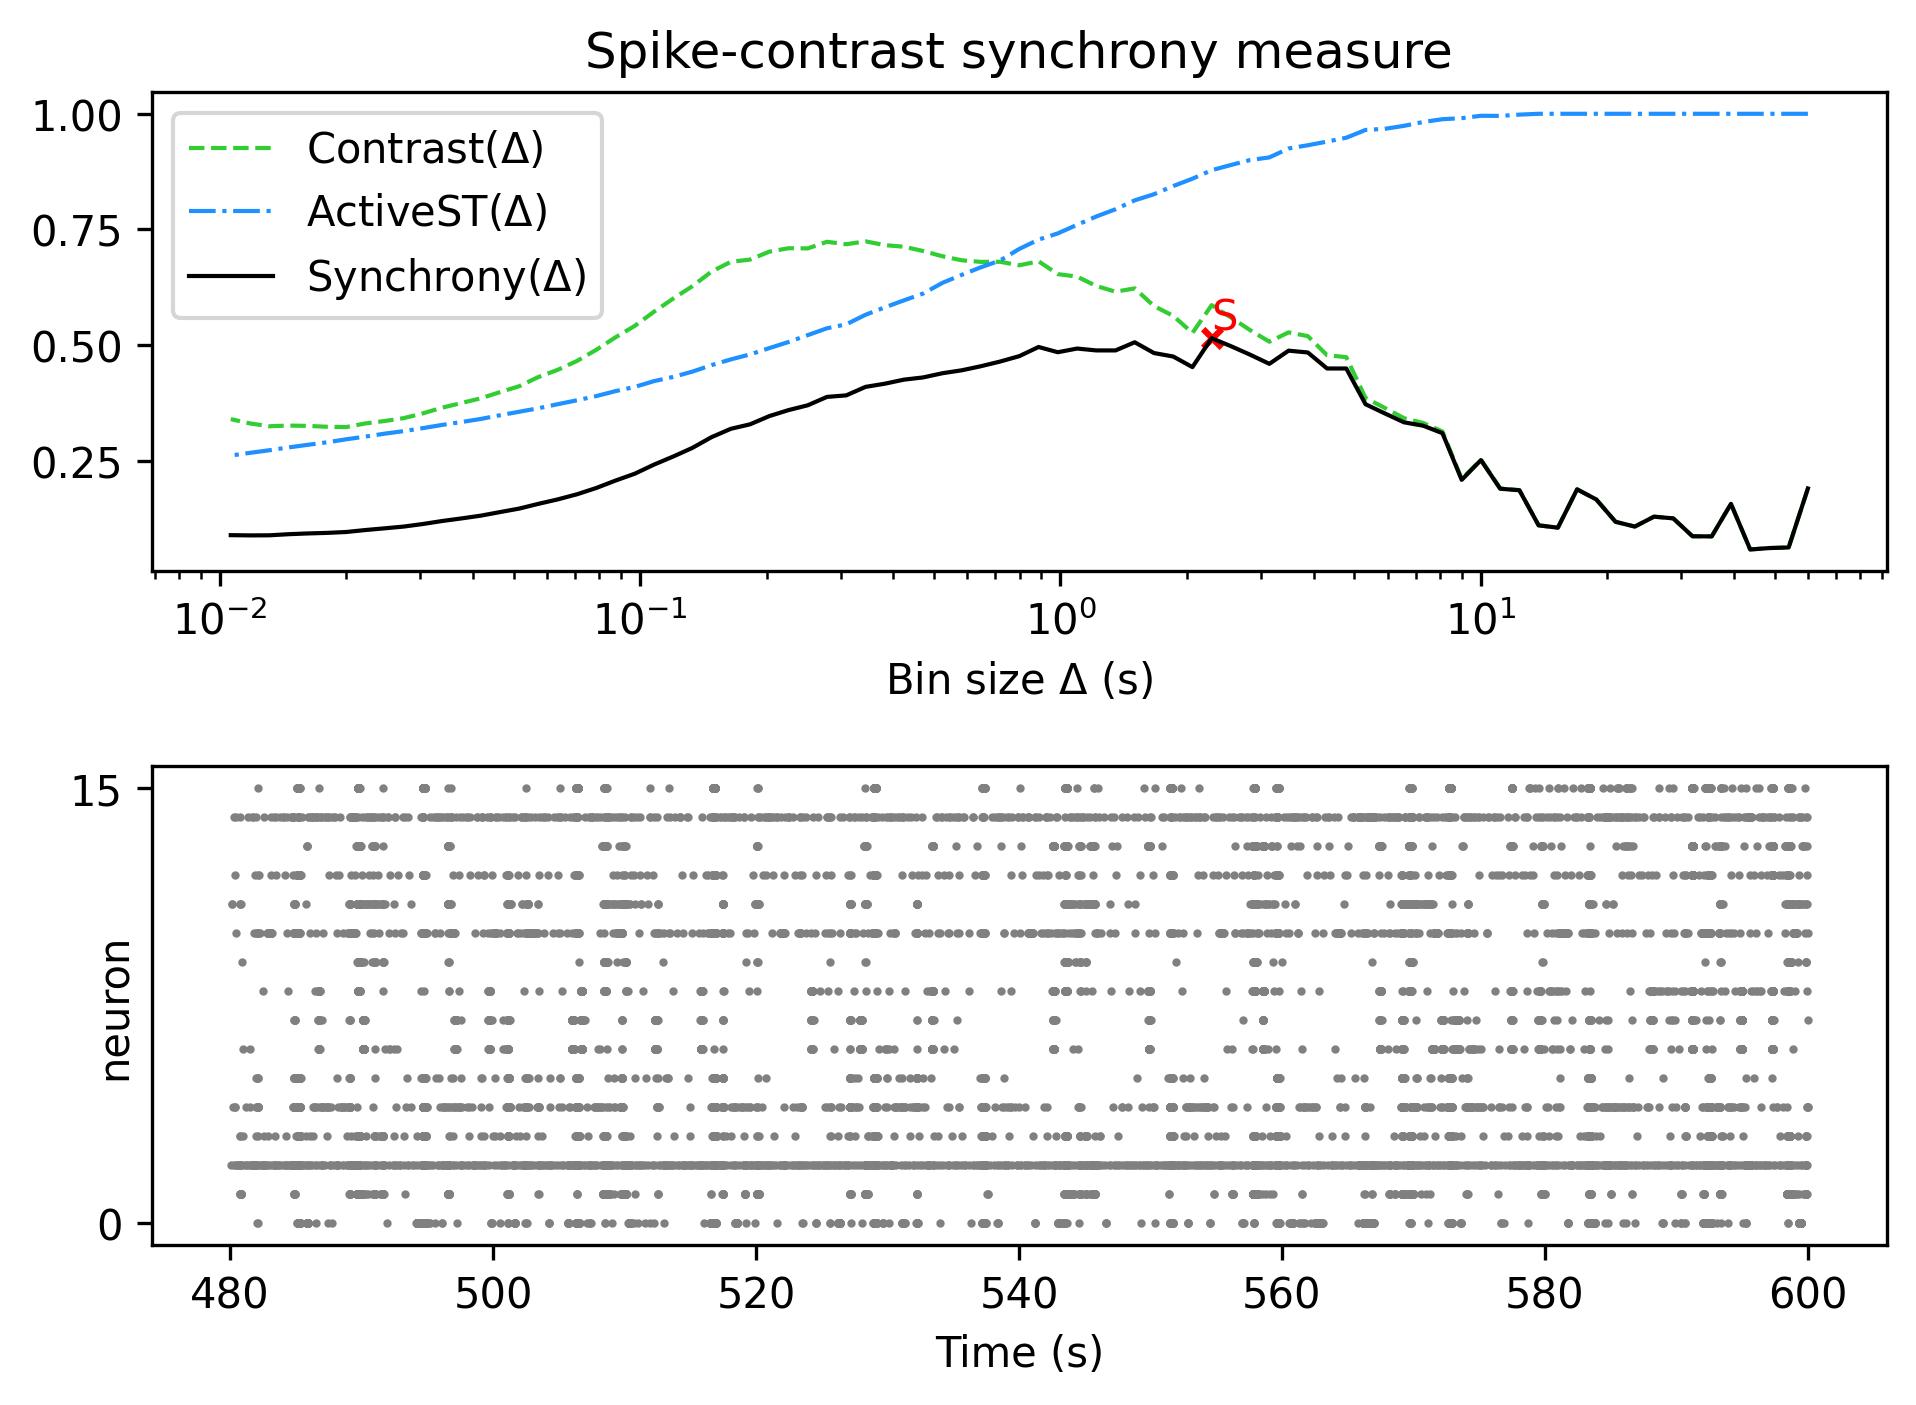 Spike-contrast synchrony measure
1.00
0.75
0.50
0.25
Contrast(Δ)
ActiveST(Δ)
Synchrony(Δ)
S
10⁻² 10⁻¹ 10⁰ 10¹
Bin size Δ (s)
15
0
neuron
480 500 520 540 560 580 600
Time (s)